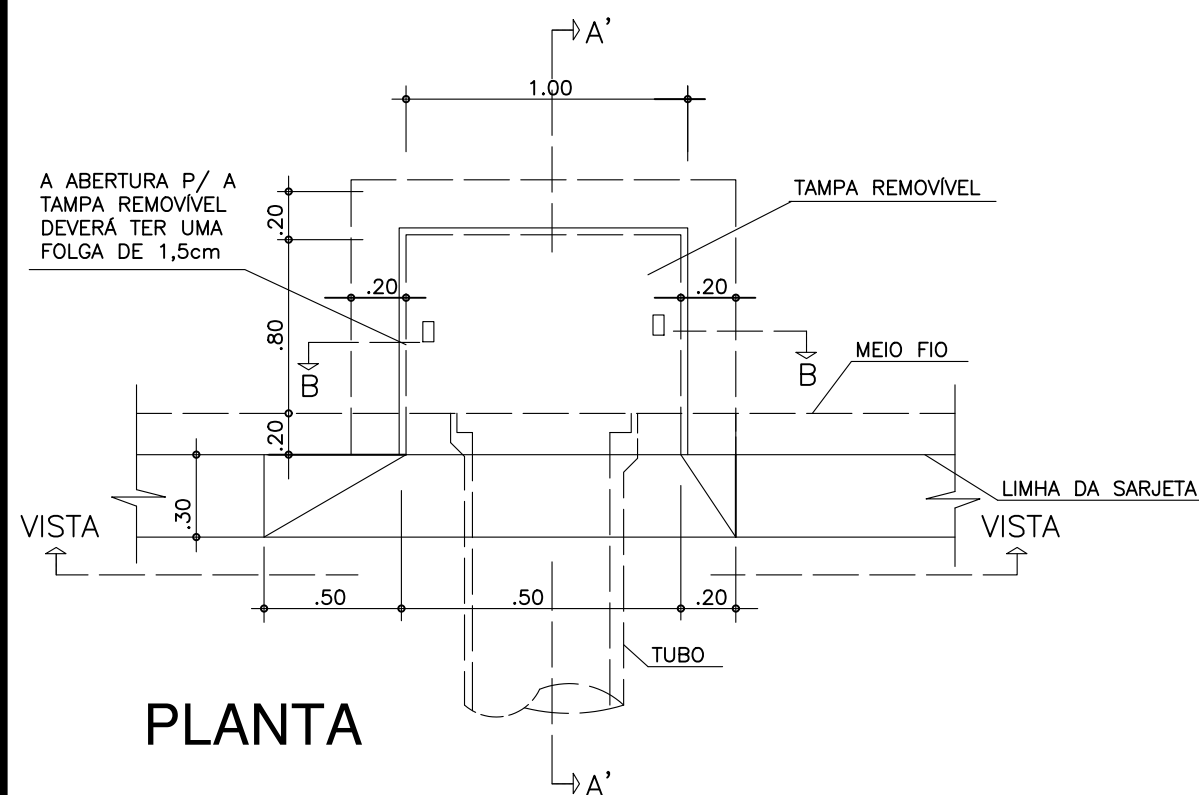 A'
1.00
A ABERTURA P/ A
TAMPA REMOVÍVEL
DEVERÁ TER UMA
FOLGA DE 1,5cm
TAMPA REMOVÍVEL
.20
.20
.20
.80
B
B
MEIO FIO
.20
.30
LIMHA DA SARJETA
VISTA
VISTA
.50
.50
.20
TUBO
PLANTA
A'